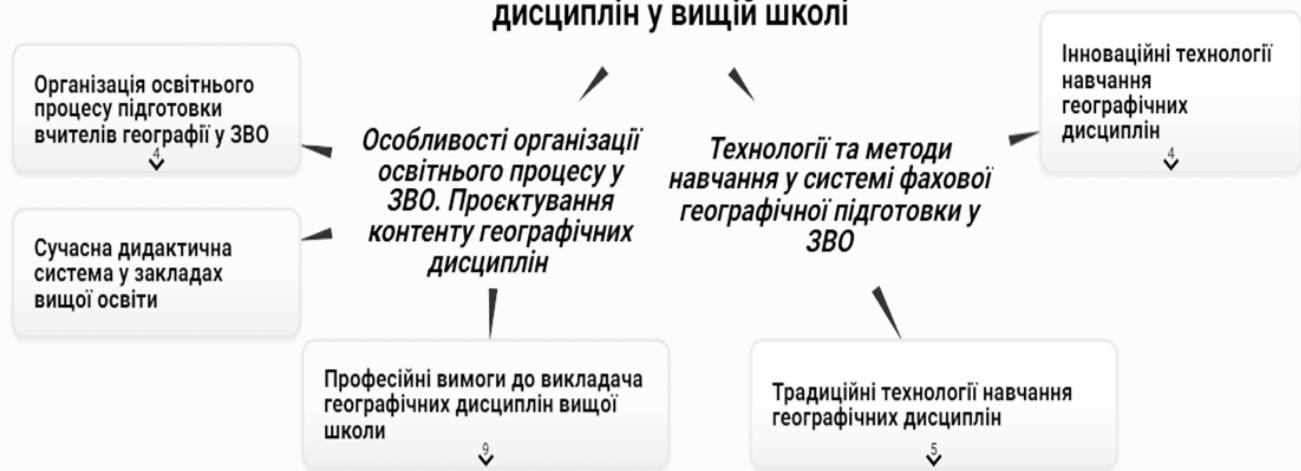 дисциплін у вищій школі
Організація освітнього
процесу підготовки
вчителів географії у ЗВО
4
Сучасна дидактична
система у закладах
вищої освіти
Особливості організації
освітнього процесу у
ЗВО. Проєктування
контенту географічних
дисциплін
Професійні вимоги до викладача
географічних дисциплін вищої
школи
9
Технології та методи
навчання у системі фахової
географічної підготовки у
ЗВО
Інноваційні технології
навчання
географічних
дисциплін
4
Традиційні технології навчання
географічних дисциплін
5